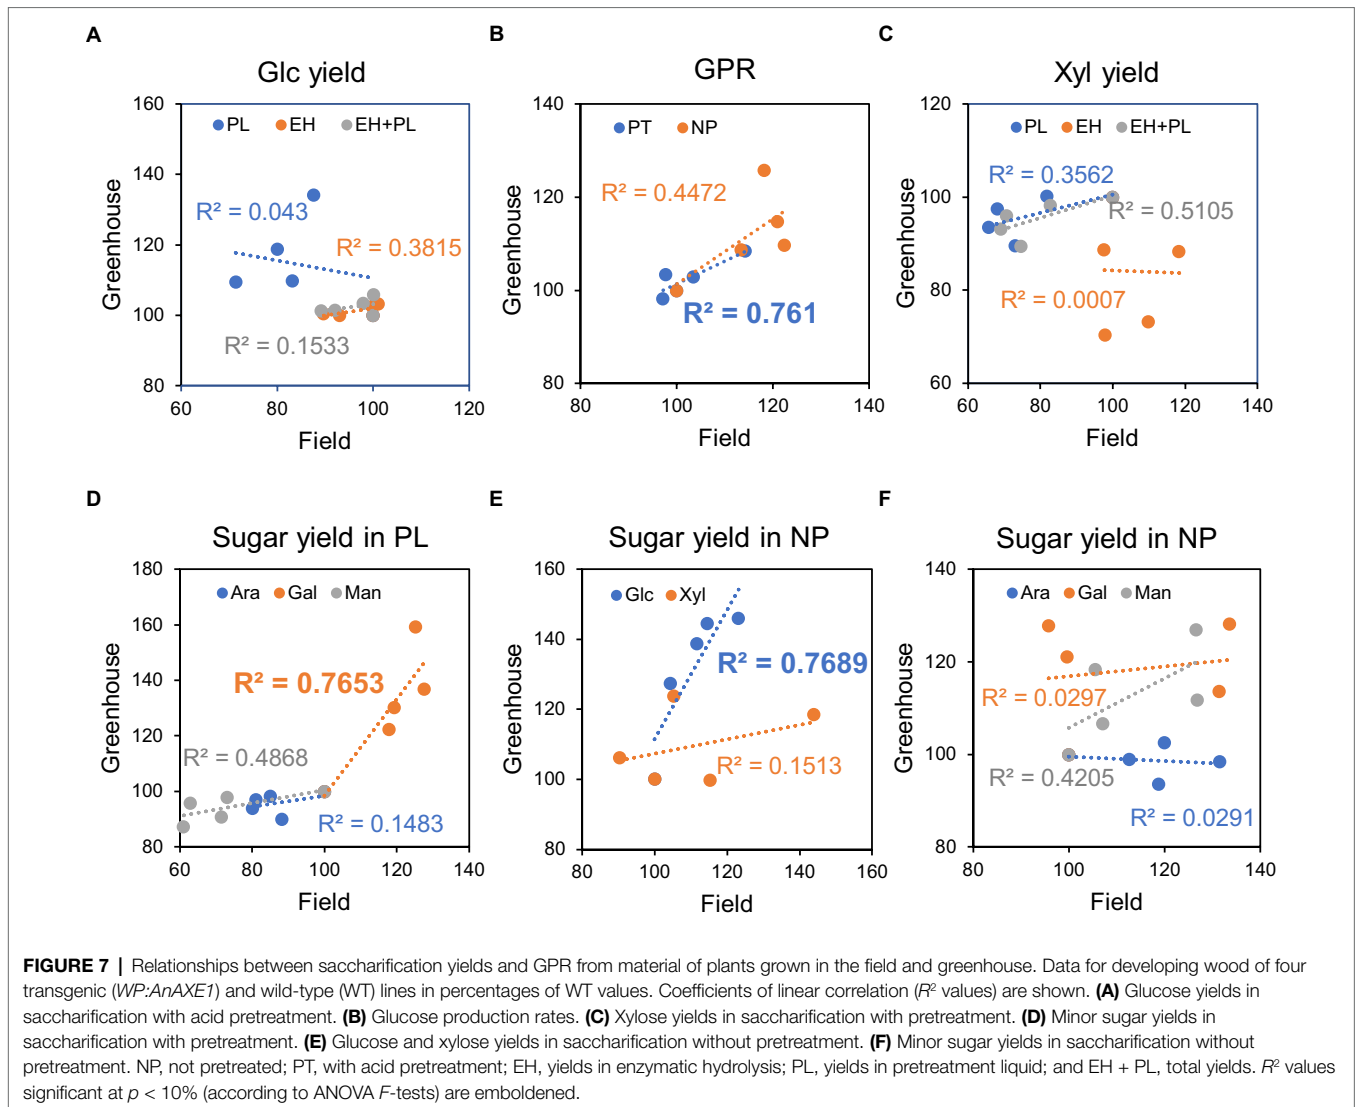 A
Glc yield
160
140
120
100
80
60
80
100
120
Greenhouse
Field
PL
EH
EH+PL
R² = 0.043
R² = 0.3815
R² = 0.1533
B
GPR
140
120
100
80
80
100
120
140
Greenhouse
Field
PT
NP
R² = 0.4472
R² = 0.761
C
Xyl yield
120
100
80
60
60
80
100
120
140
Greenhouse
Field
PL
EH
EH+PL
R² = 0.3562
R² = 0.5105
R² = 0.0007
D
Sugar yield in PL
180
160
140
120
100
80
60
80
100
120
140
Greenhouse
Field
Ara
Gal
Man
R² = 0.7653
R² = 0.4868
R² = 0.1483
E
Sugar yield in NP
160
140
120
100
80
80
100
120
140
160
Greenhouse
Field
Glc
Xyl
R² = 0.7689
R² = 0.1513
F
Sugar yield in NP
140
120
100
80
80
100
120
140
Greenhouse
Field
Ara
Gal
Man
R² = 0.0297
R² = 0.4205
R² = 0.0291
FIGURE 7 | Relationships between saccharification yields and GPR from material of plants grown in the field and greenhouse. Data for developing wood of four
transgenic (WP:AnAXE1) and wild-type (WT) lines in percentages of WT values. Coefficients of linear correlation (R² values) are shown. (A) Glucose yields in
saccharification with acid pretreatment. (B) Glucose production rates. (C) Xylose yields in saccharification with pretreatment. (D) Minor sugar yields in
saccharification with pretreatment. (E) Glucose and xylose yields in saccharification without pretreatment. (F) Minor sugar yields in saccharification without
pretreatment. NP, not pretreated; PT, with acid pretreatment; EH, yields in enzymatic hydrolysis; PL, yields in pretreatment liquid; and EH + PL, total yields. R² values
significant at p < 10% (according to ANOVA F-tests) are emboldened.